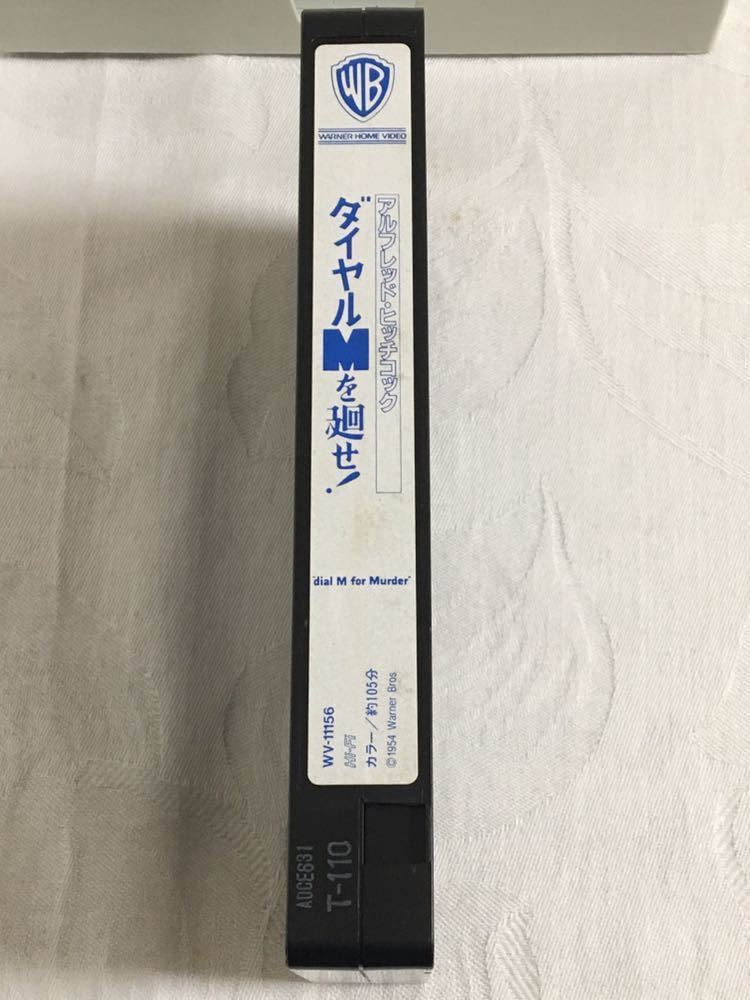 WB
WARNER HOME VIDEO
アルフレッド・ヒッチコック
ダイヤルMを廻せ!
"dial M for Murder"
WV-11156
HI-FI
カラー/約105分
©1954 Warner Bros.
ADCE631
T-110